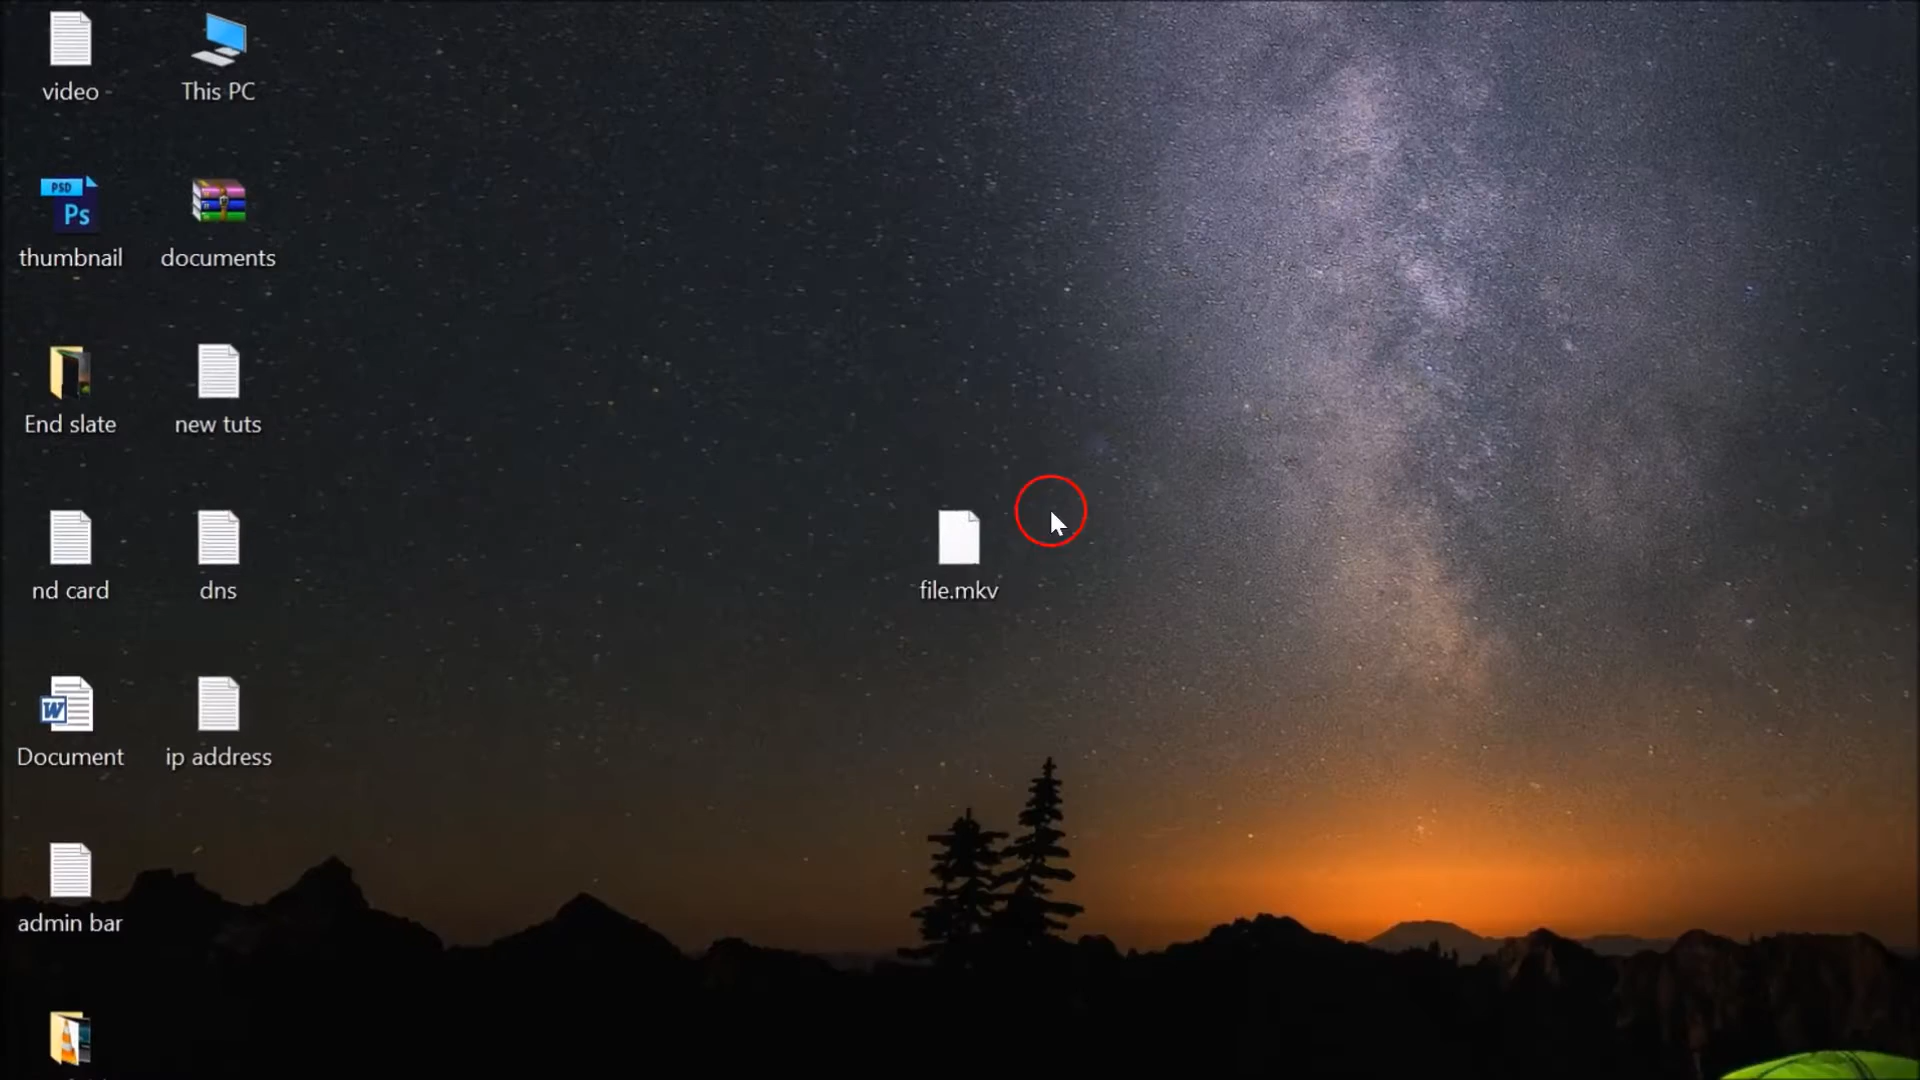 video
This PC
PSD
Ps
thumbnail
documents
End slate
new tuts
nd card
dns
file.mkv
W
Document
ip address
admin bar